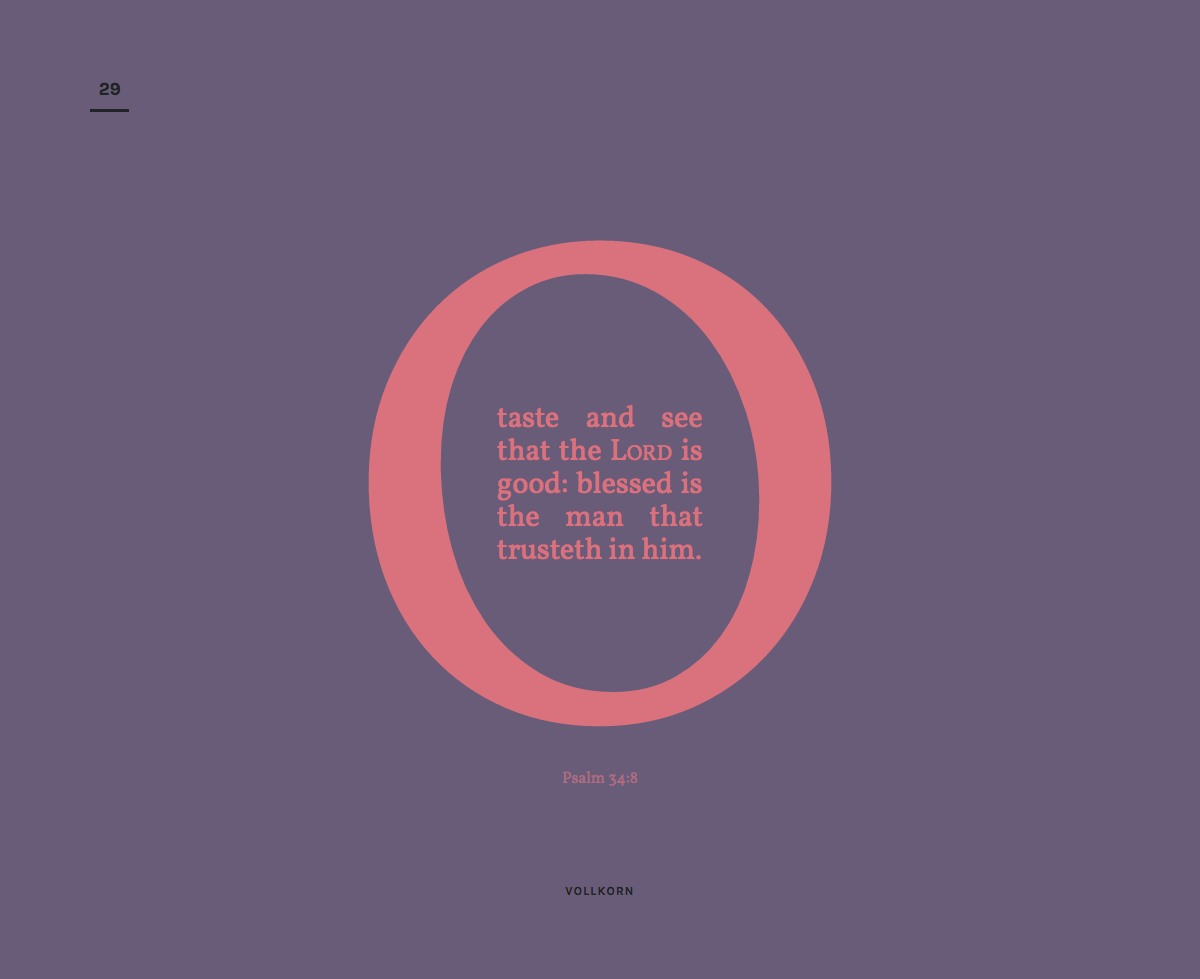 29
O
taste and see
that the LORD is
good: blessed is
the man that
trusteth in him.
Psalm 34:8
VOLLKORN